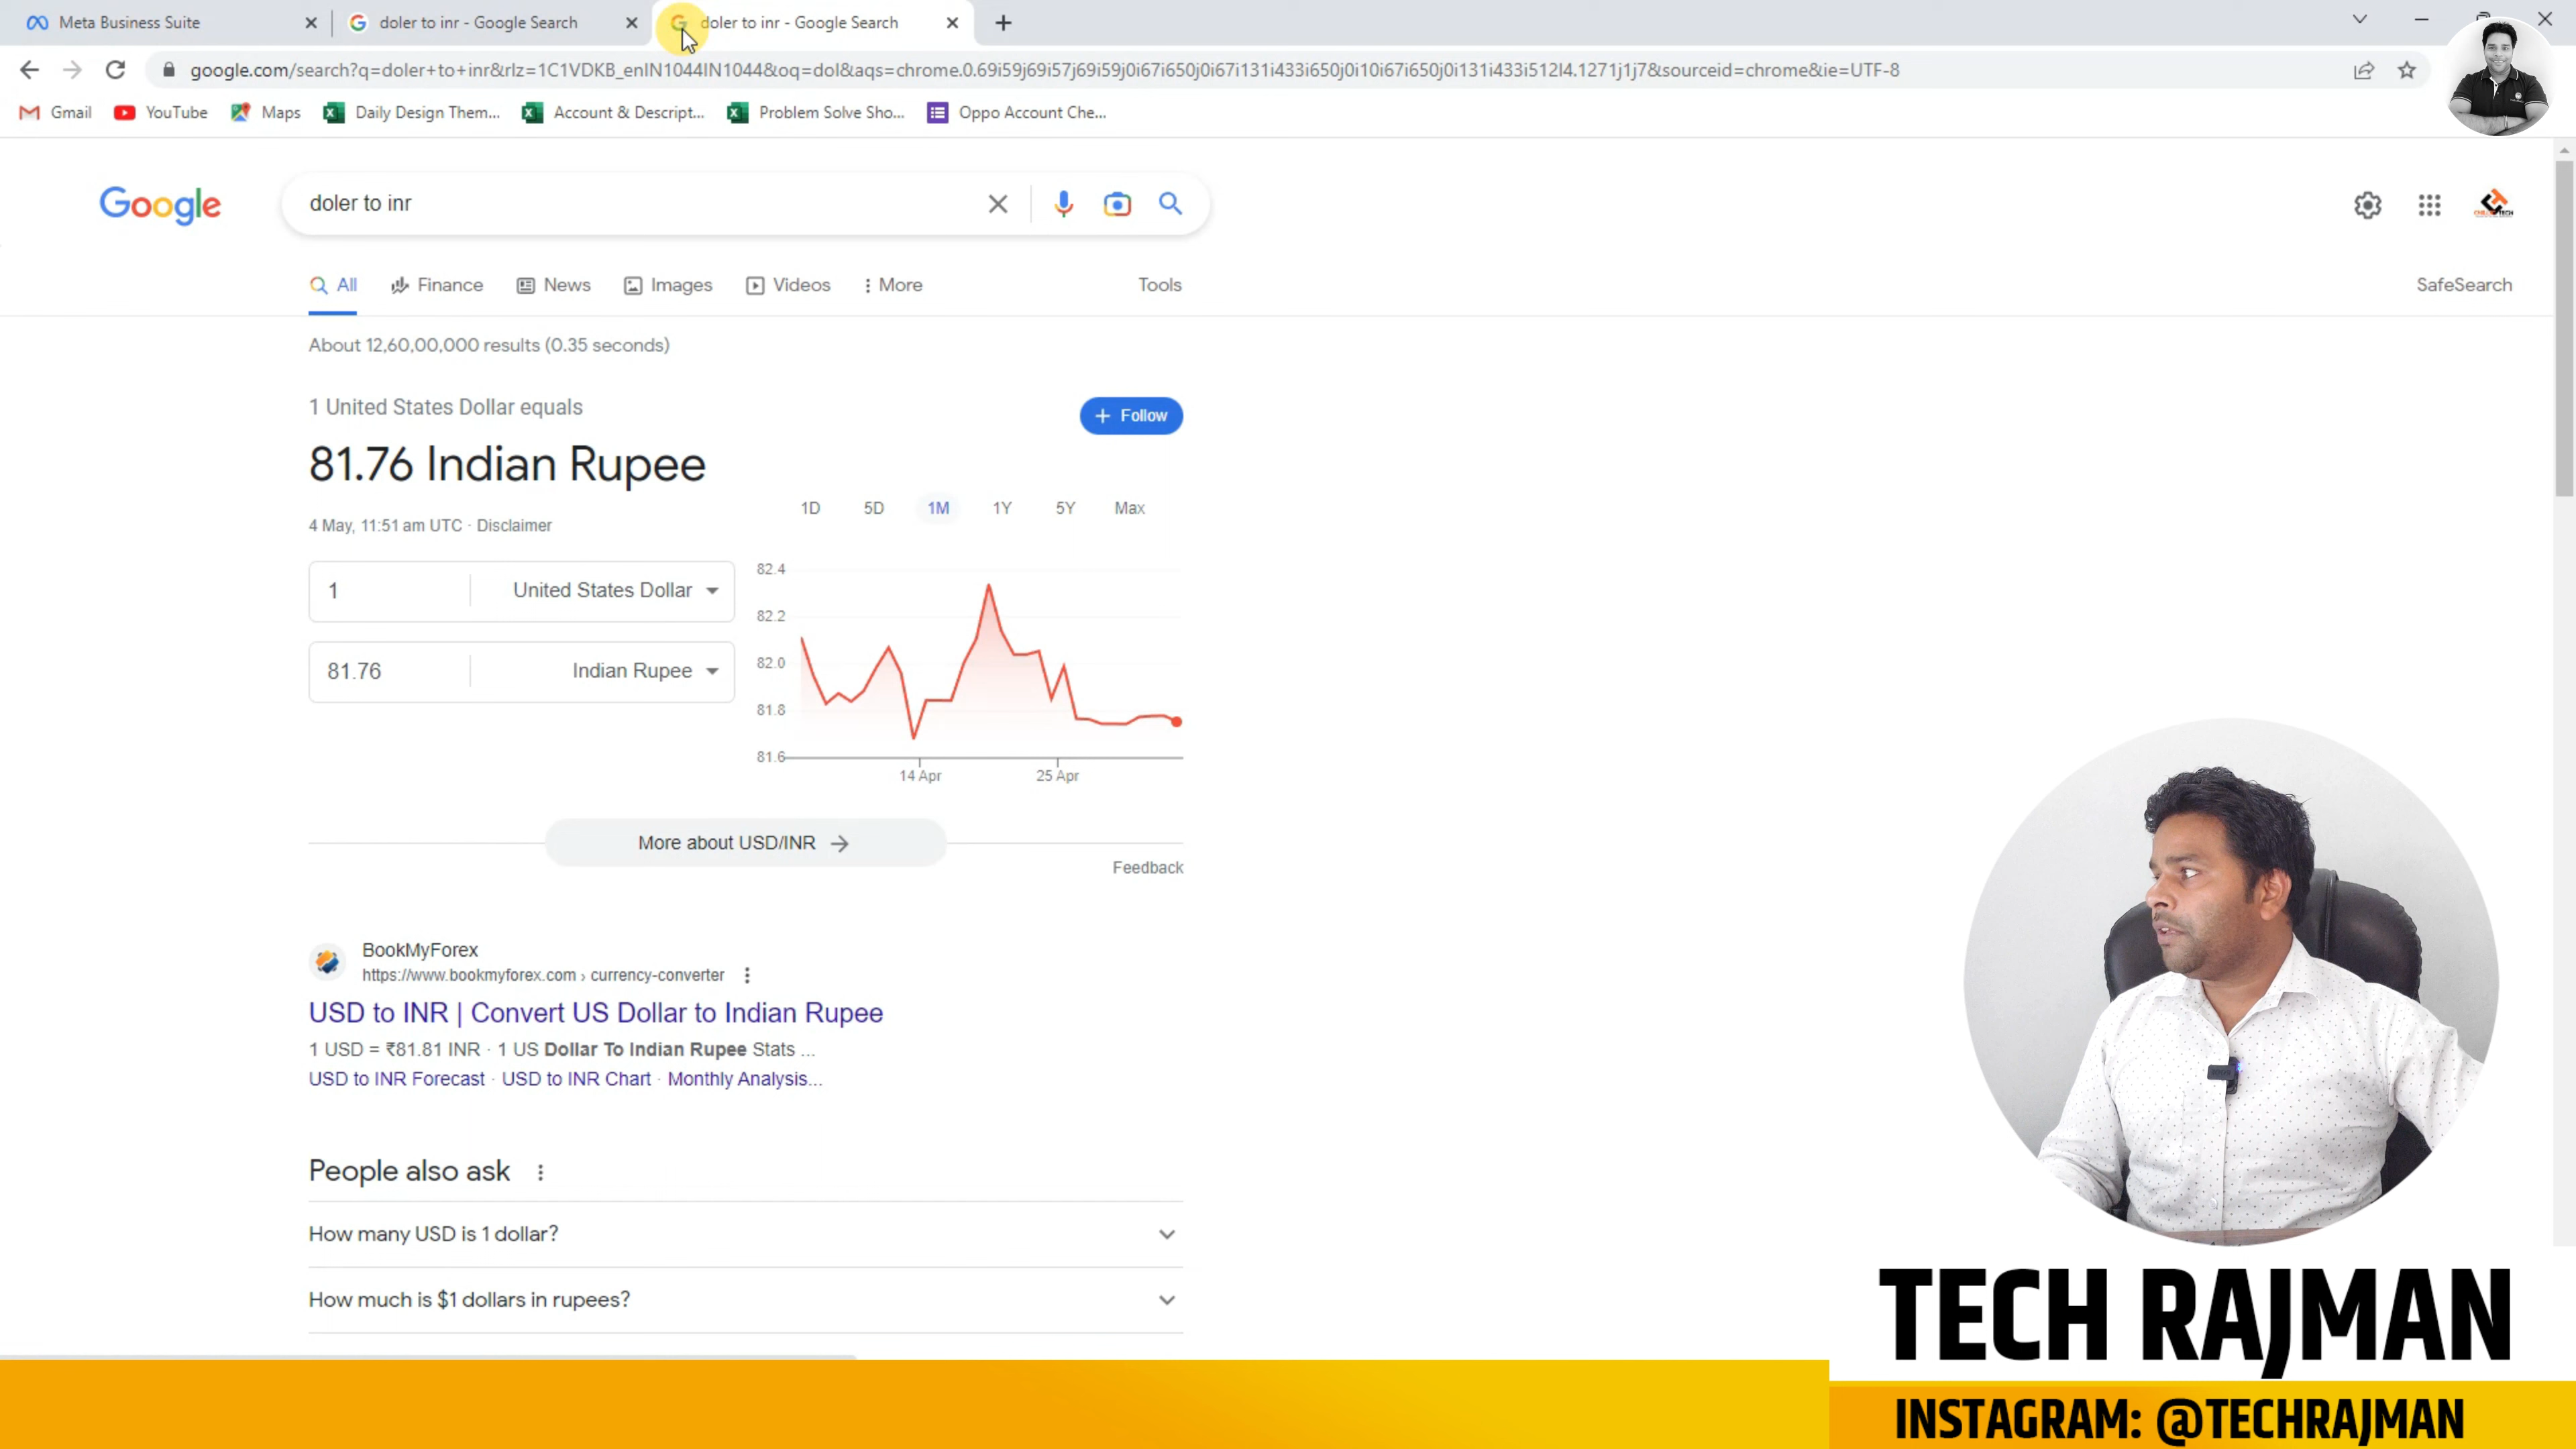 Meta Business Suite
doler to inr - Google Search
doler to inr - Google Search
google.com/search?q=doler+to+inr&rlz=1C1VDKB_enIN1044IN1044&oq=dol&aqs=chrome.0.69i59j69i57j69i59j0i67i650j0i67i131i433i650j0i10i67i650j0i131i433i512l4.1271j1j7&sourceid=chrome&ie=UTF-8
Gmail
YouTube
Maps
Daily Design Them...
Account & Descript...
Problem Solve Sho...
Oppo Account Che...
Google
doler to inr
All
Finance
News
Images
Videos
More
Tools
SafeSearch
About 12,60,00,000 results (0.35 seconds)
1 United States Dollar equals
+ Follow
81.76 Indian Rupee
4 May, 11:51 am UTC · Disclaimer
1D 5D 1M 1Y 5Y Max
1 United States Dollar
81.76 Indian Rupee
82.4
82.2
82.0
81.8
81.6
14 Apr 25 Apr
More about USD/INR
Feedback
BookMyForex
https://www.bookmyforex.com › currency-converter
USD to INR | Convert US Dollar to Indian Rupee
1 USD = ₹81.81 INR · 1 US Dollar To Indian Rupee Stats ...
USD to INR Forecast · USD to INR Chart · Monthly Analysis...
People also ask
How many USD is 1 dollar?
How much is $1 dollars in rupees?
TECH RAJMAN
INSTAGRAM: @TECHRAJMAN